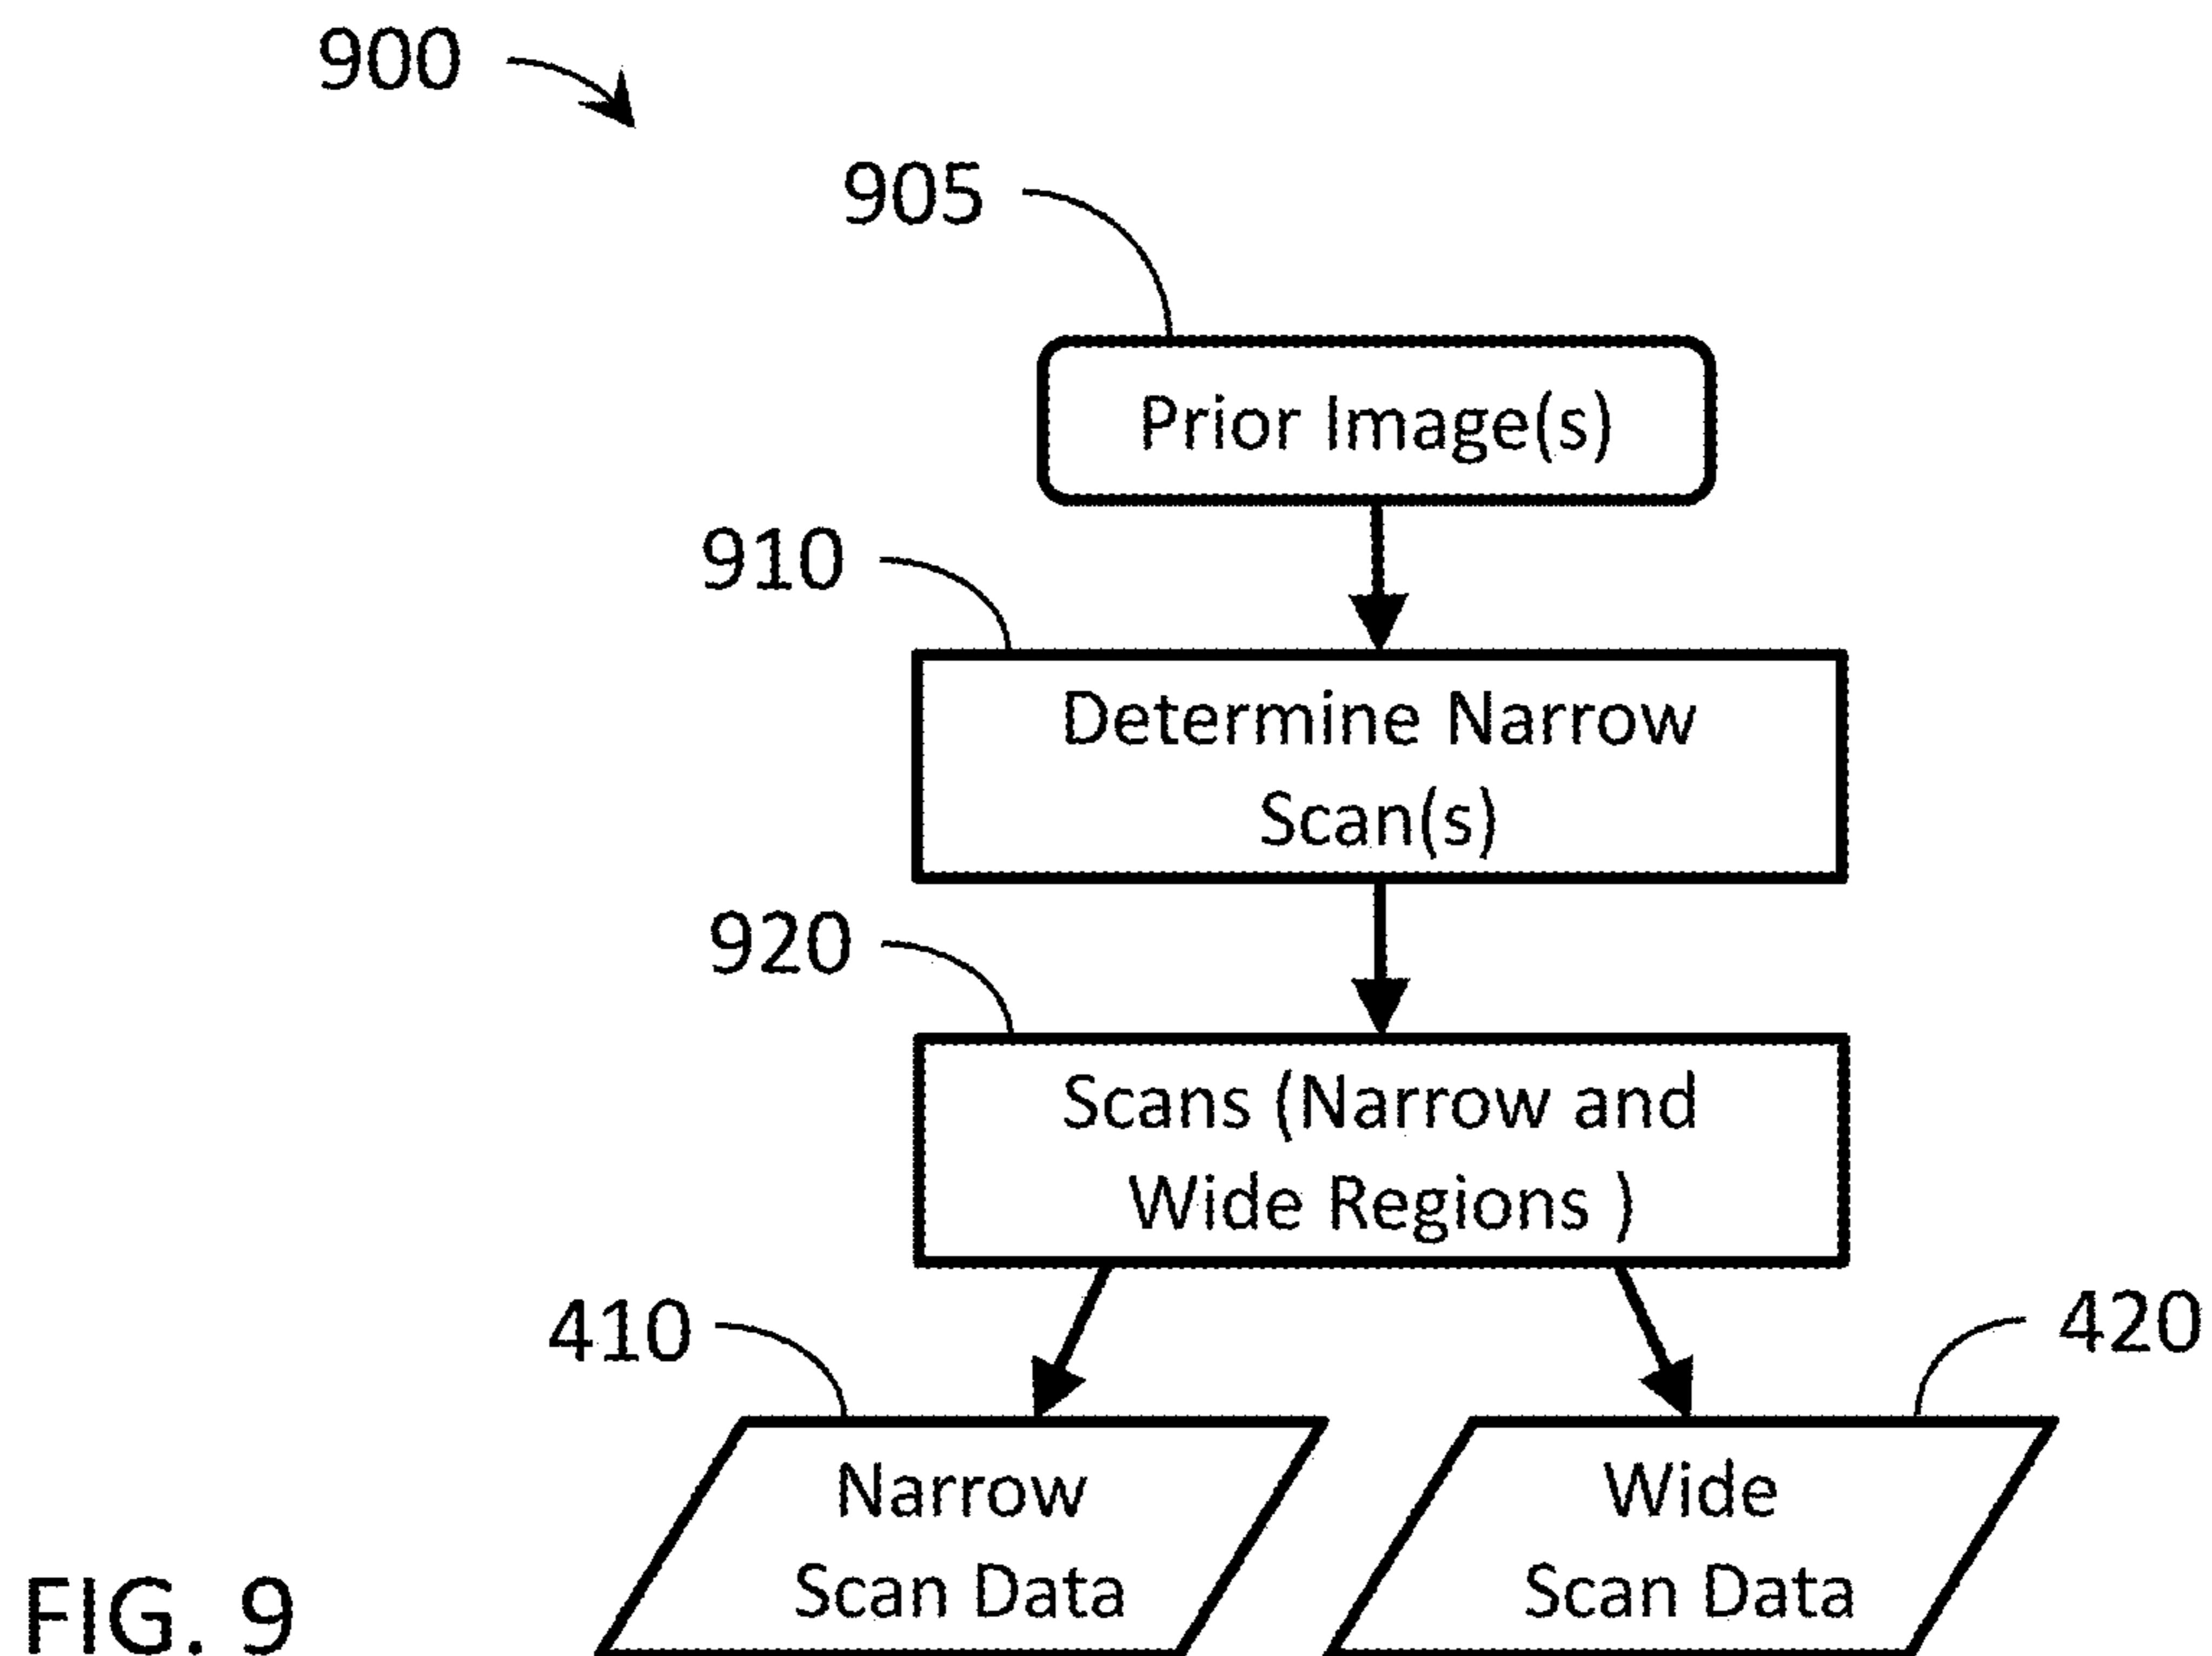 900
905
Prior Image(s)
910
Determine Narrow
Scan(s)
920
Scans (Narrow and
Wide Regions )
410
420
Narrow
Scan Data
Wide
Scan Data
FIG. 9